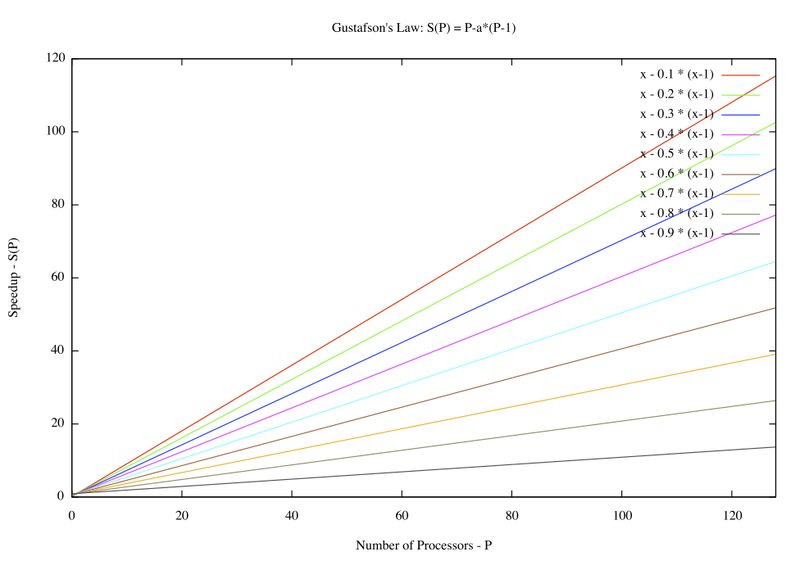 Gustafson's Law: S(P) = P-a*(P-1)
120
100
80
60
40
20
0
Speedup - S(P)
x - 0.1 * (x-1)
x - 0.2 * (x-1)
x - 0.3 * (x-1)
x - 0.4 * (x-1)
x - 0.5 * (x-1)
x - 0.6 * (x-1)
x - 0.7 * (x-1)
x - 0.8 * (x-1)
x - 0.9 * (x-1)
0 20 40 60 80 100 120
Number of Processors - P